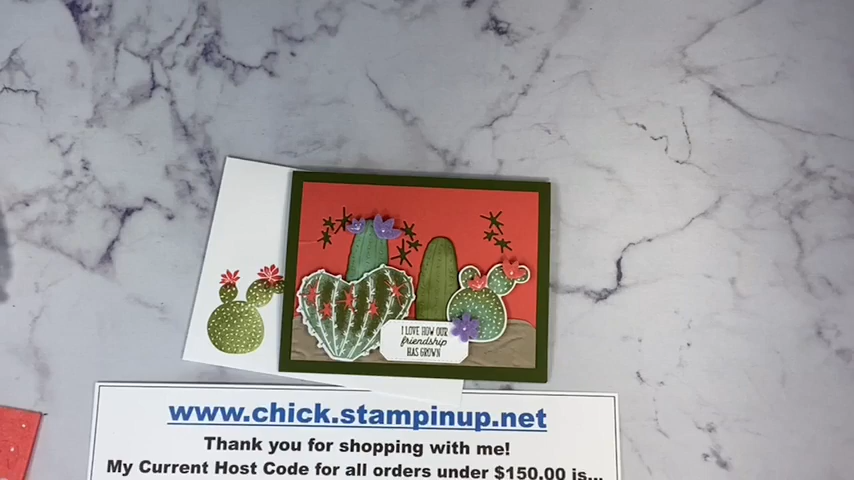 I LOVE HOW OUR
friendship
HAS GROWN
www.chick.stampinup.net
Thank you for shopping with me!
My Current Host Code for all orders under $150.00 is...